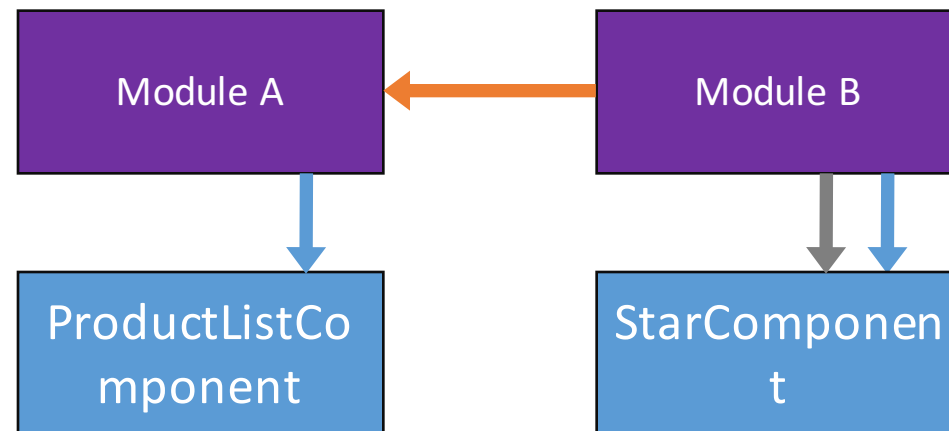 Module A
Module B
ProductListCo
mponent
StarComponen
t